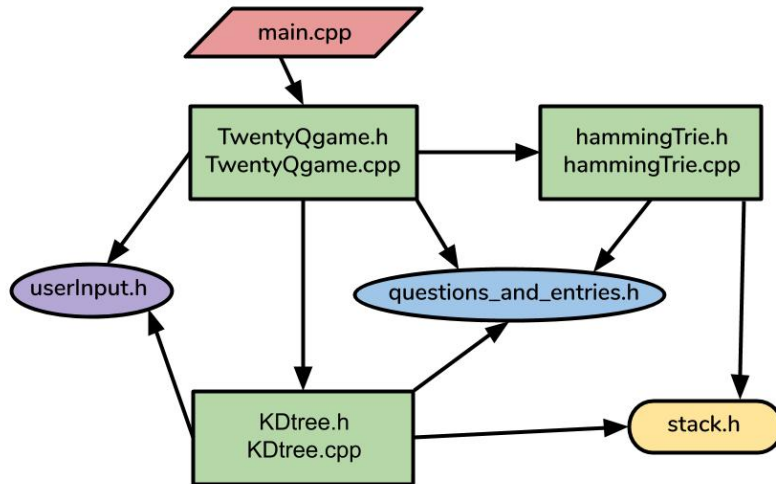 main.cpp
TwentyQgame.h
TwentyQgame.cpp
hammingTrie.h
hammingTrie.cpp
userInput.h
questions_and_entries.h
KDtree.h
KDtree.cpp
stack.h